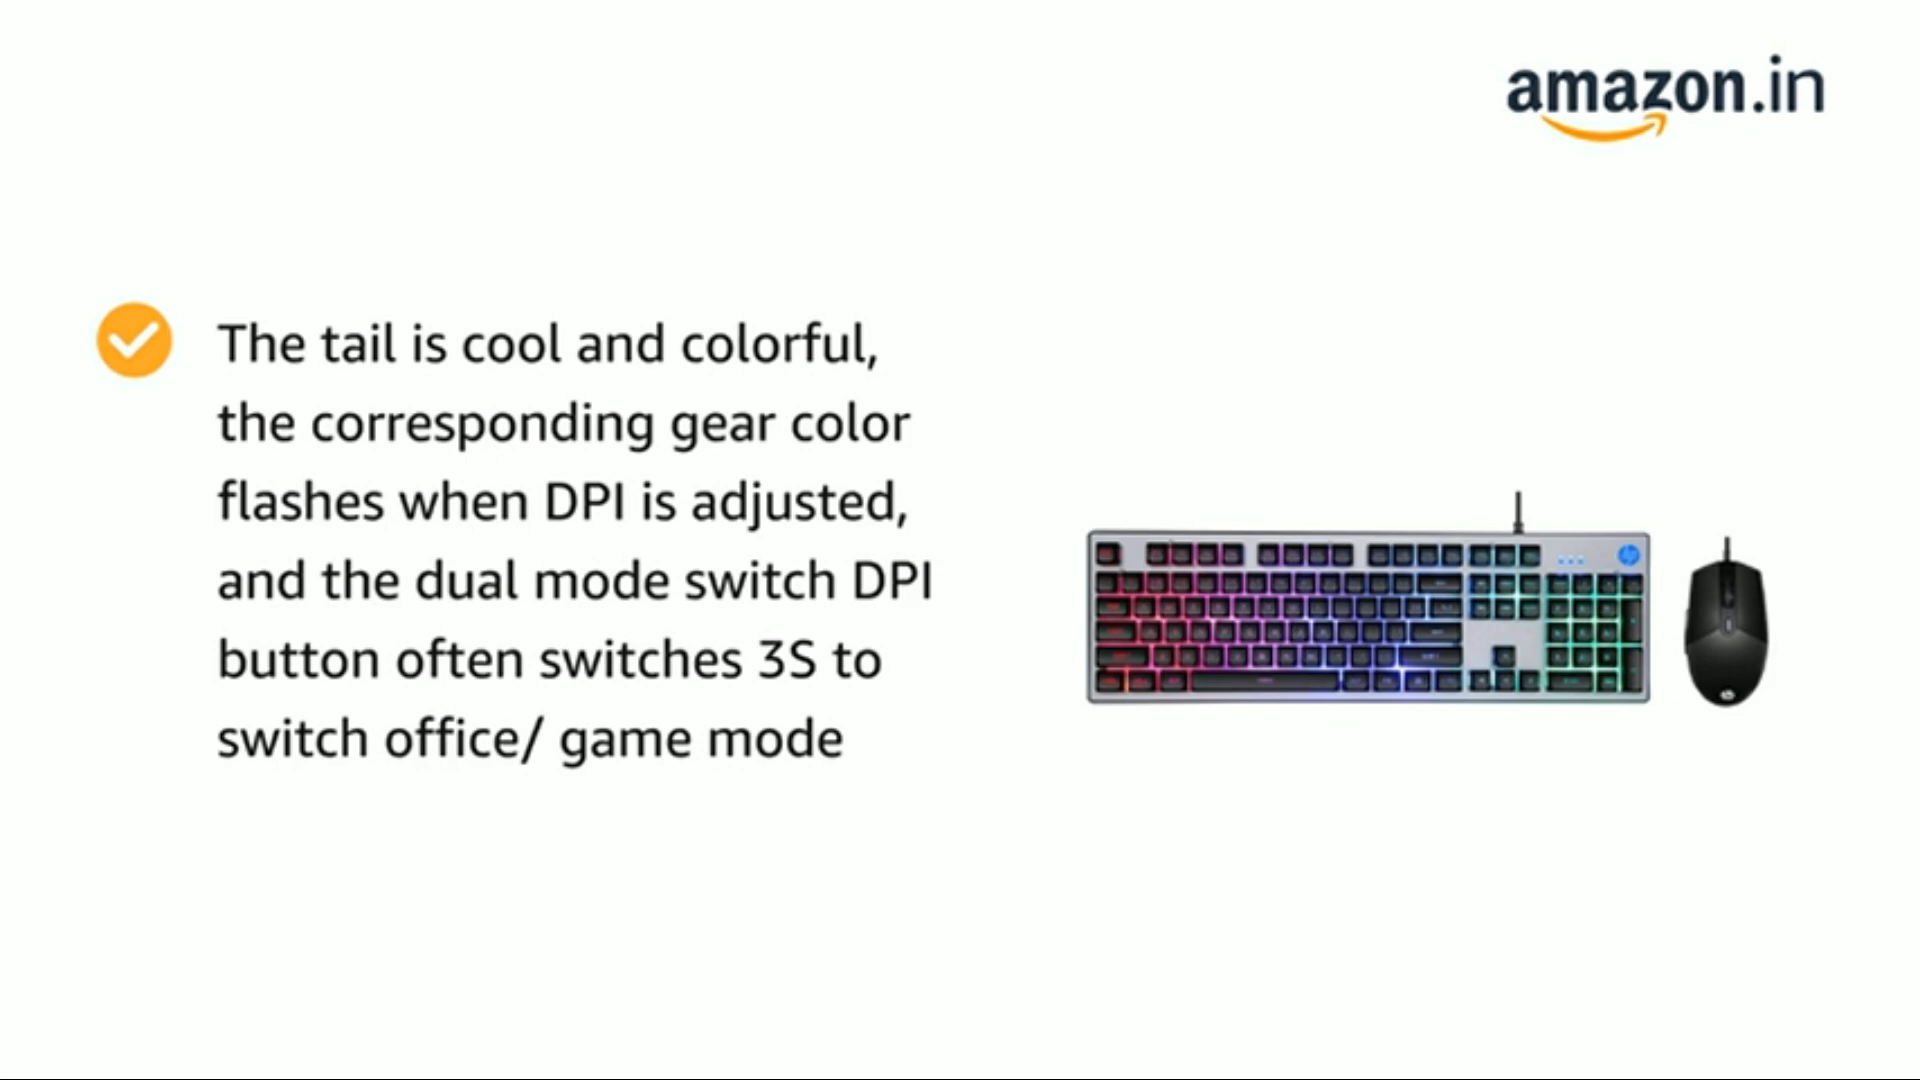 amazon.in
The tail is cool and colorful,
the corresponding gear color
flashes when DPI is adjusted,
and the dual mode switch DPI
button often switches 3S to
switch office/ game mode
hp